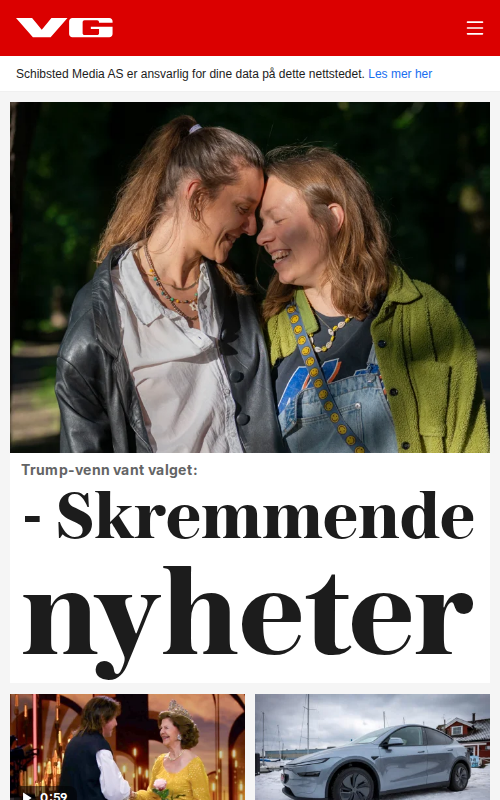 VG
Schibsted Media AS er ansvarlig for dine data på dette nettstedet. Les mer her
Trump-venn vant valget:
- Skremmende
nyheter
0:59